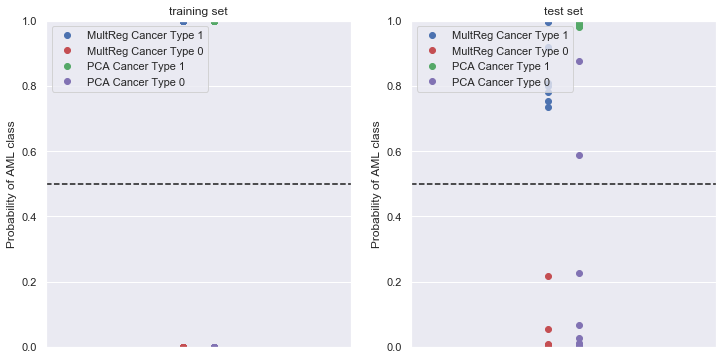 training set
1.0
0.8
0.6
0.4
0.2
0.0
Probability of AML class
MultReg Cancer Type 1
MultReg Cancer Type 0
PCA Cancer Type 1
PCA Cancer Type 0
test set
1.0
0.8
0.6
0.4
0.2
0.0
Probability of AML class
MultReg Cancer Type 1
MultReg Cancer Type 0
PCA Cancer Type 1
PCA Cancer Type 0